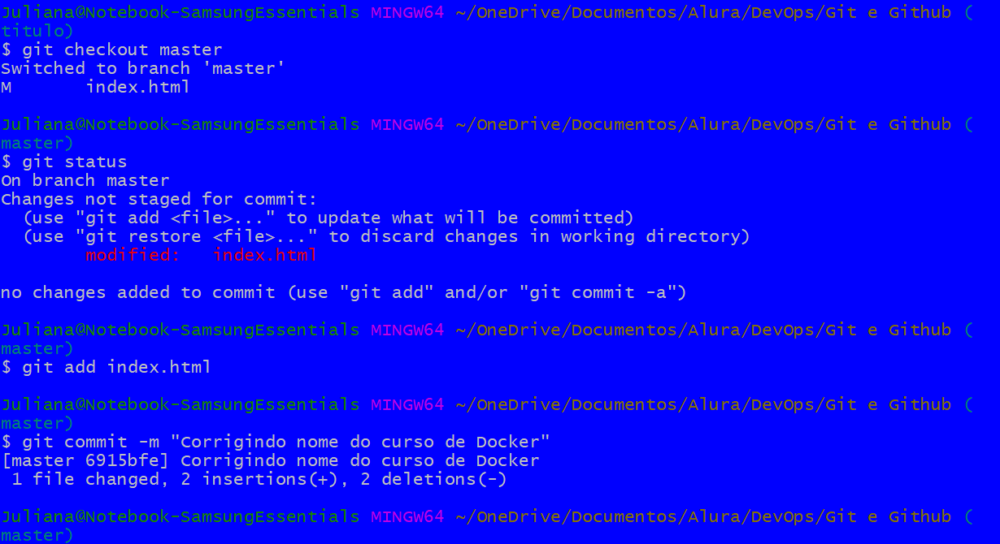 Juliana@Notebook-SamsungEssentials MINGW64 ~/OneDrive/Documentos/Alura/DevOps/Git e Github (
titulo)
$ git checkout master
Switched to branch 'master'
M       index.html
Juliana@Notebook-SamsungEssentials MINGW64 ~/OneDrive/Documentos/Alura/DevOps/Git e Github (
master)
$ git status
On branch master
Changes not staged for commit:
  (use "git add <file>..." to update what will be committed)
  (use "git restore <file>..." to discard changes in working directory)
        modified:   index.html
no changes added to commit (use "git add" and/or "git commit -a")
Juliana@Notebook-SamsungEssentials MINGW64 ~/OneDrive/Documentos/Alura/DevOps/Git e Github (
master)
$ git add index.html
Juliana@Notebook-SamsungEssentials MINGW64 ~/OneDrive/Documentos/Alura/DevOps/Git e Github (
master)
$ git commit -m "Corrigindo nome do curso de Docker"
[master 6915bfe] Corrigindo nome do curso de Docker
 1 file changed, 2 insertions(+), 2 deletions(-)
Juliana@Notebook-SamsungEssentials MINGW64 ~/OneDrive/Documentos/Alura/DevOps/Git e Github (
master)